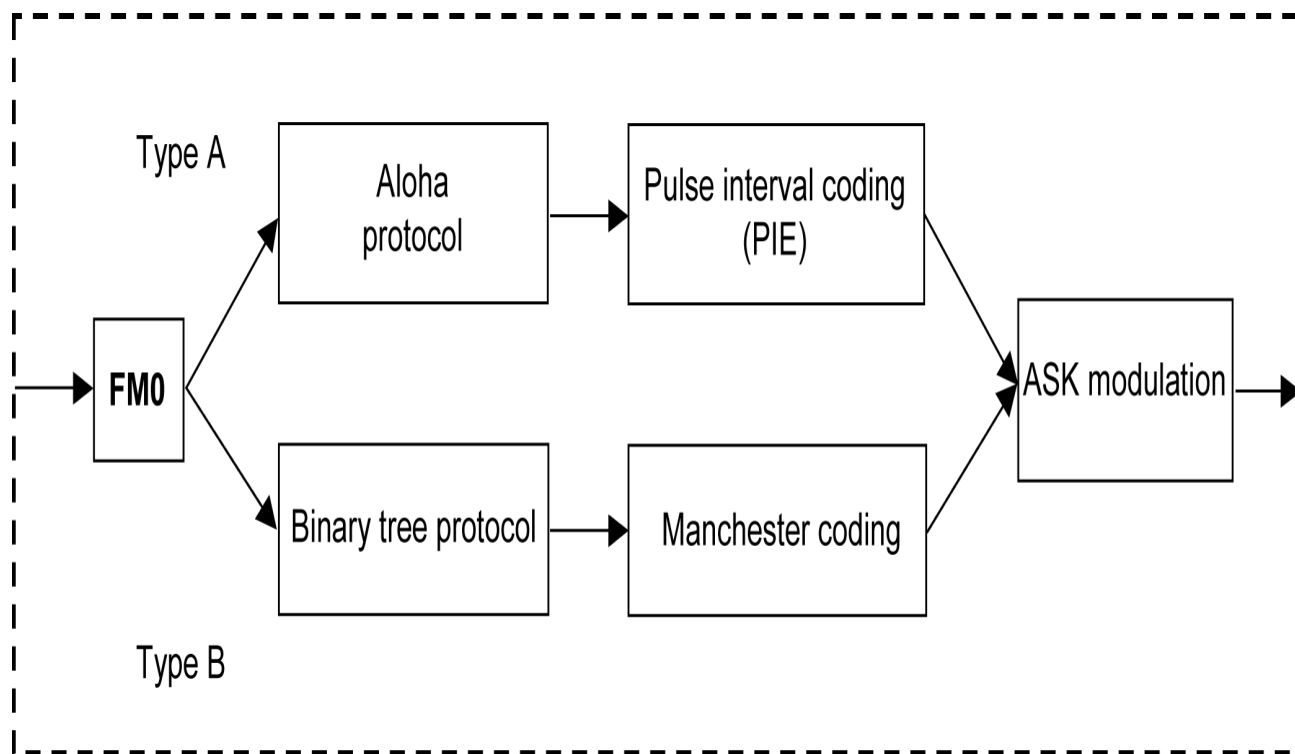 Type A
Aloha
protocol
Pulse interval coding
(PIE)
FM0
ASK modulation
Binary tree protocol
Manchester coding
Type B